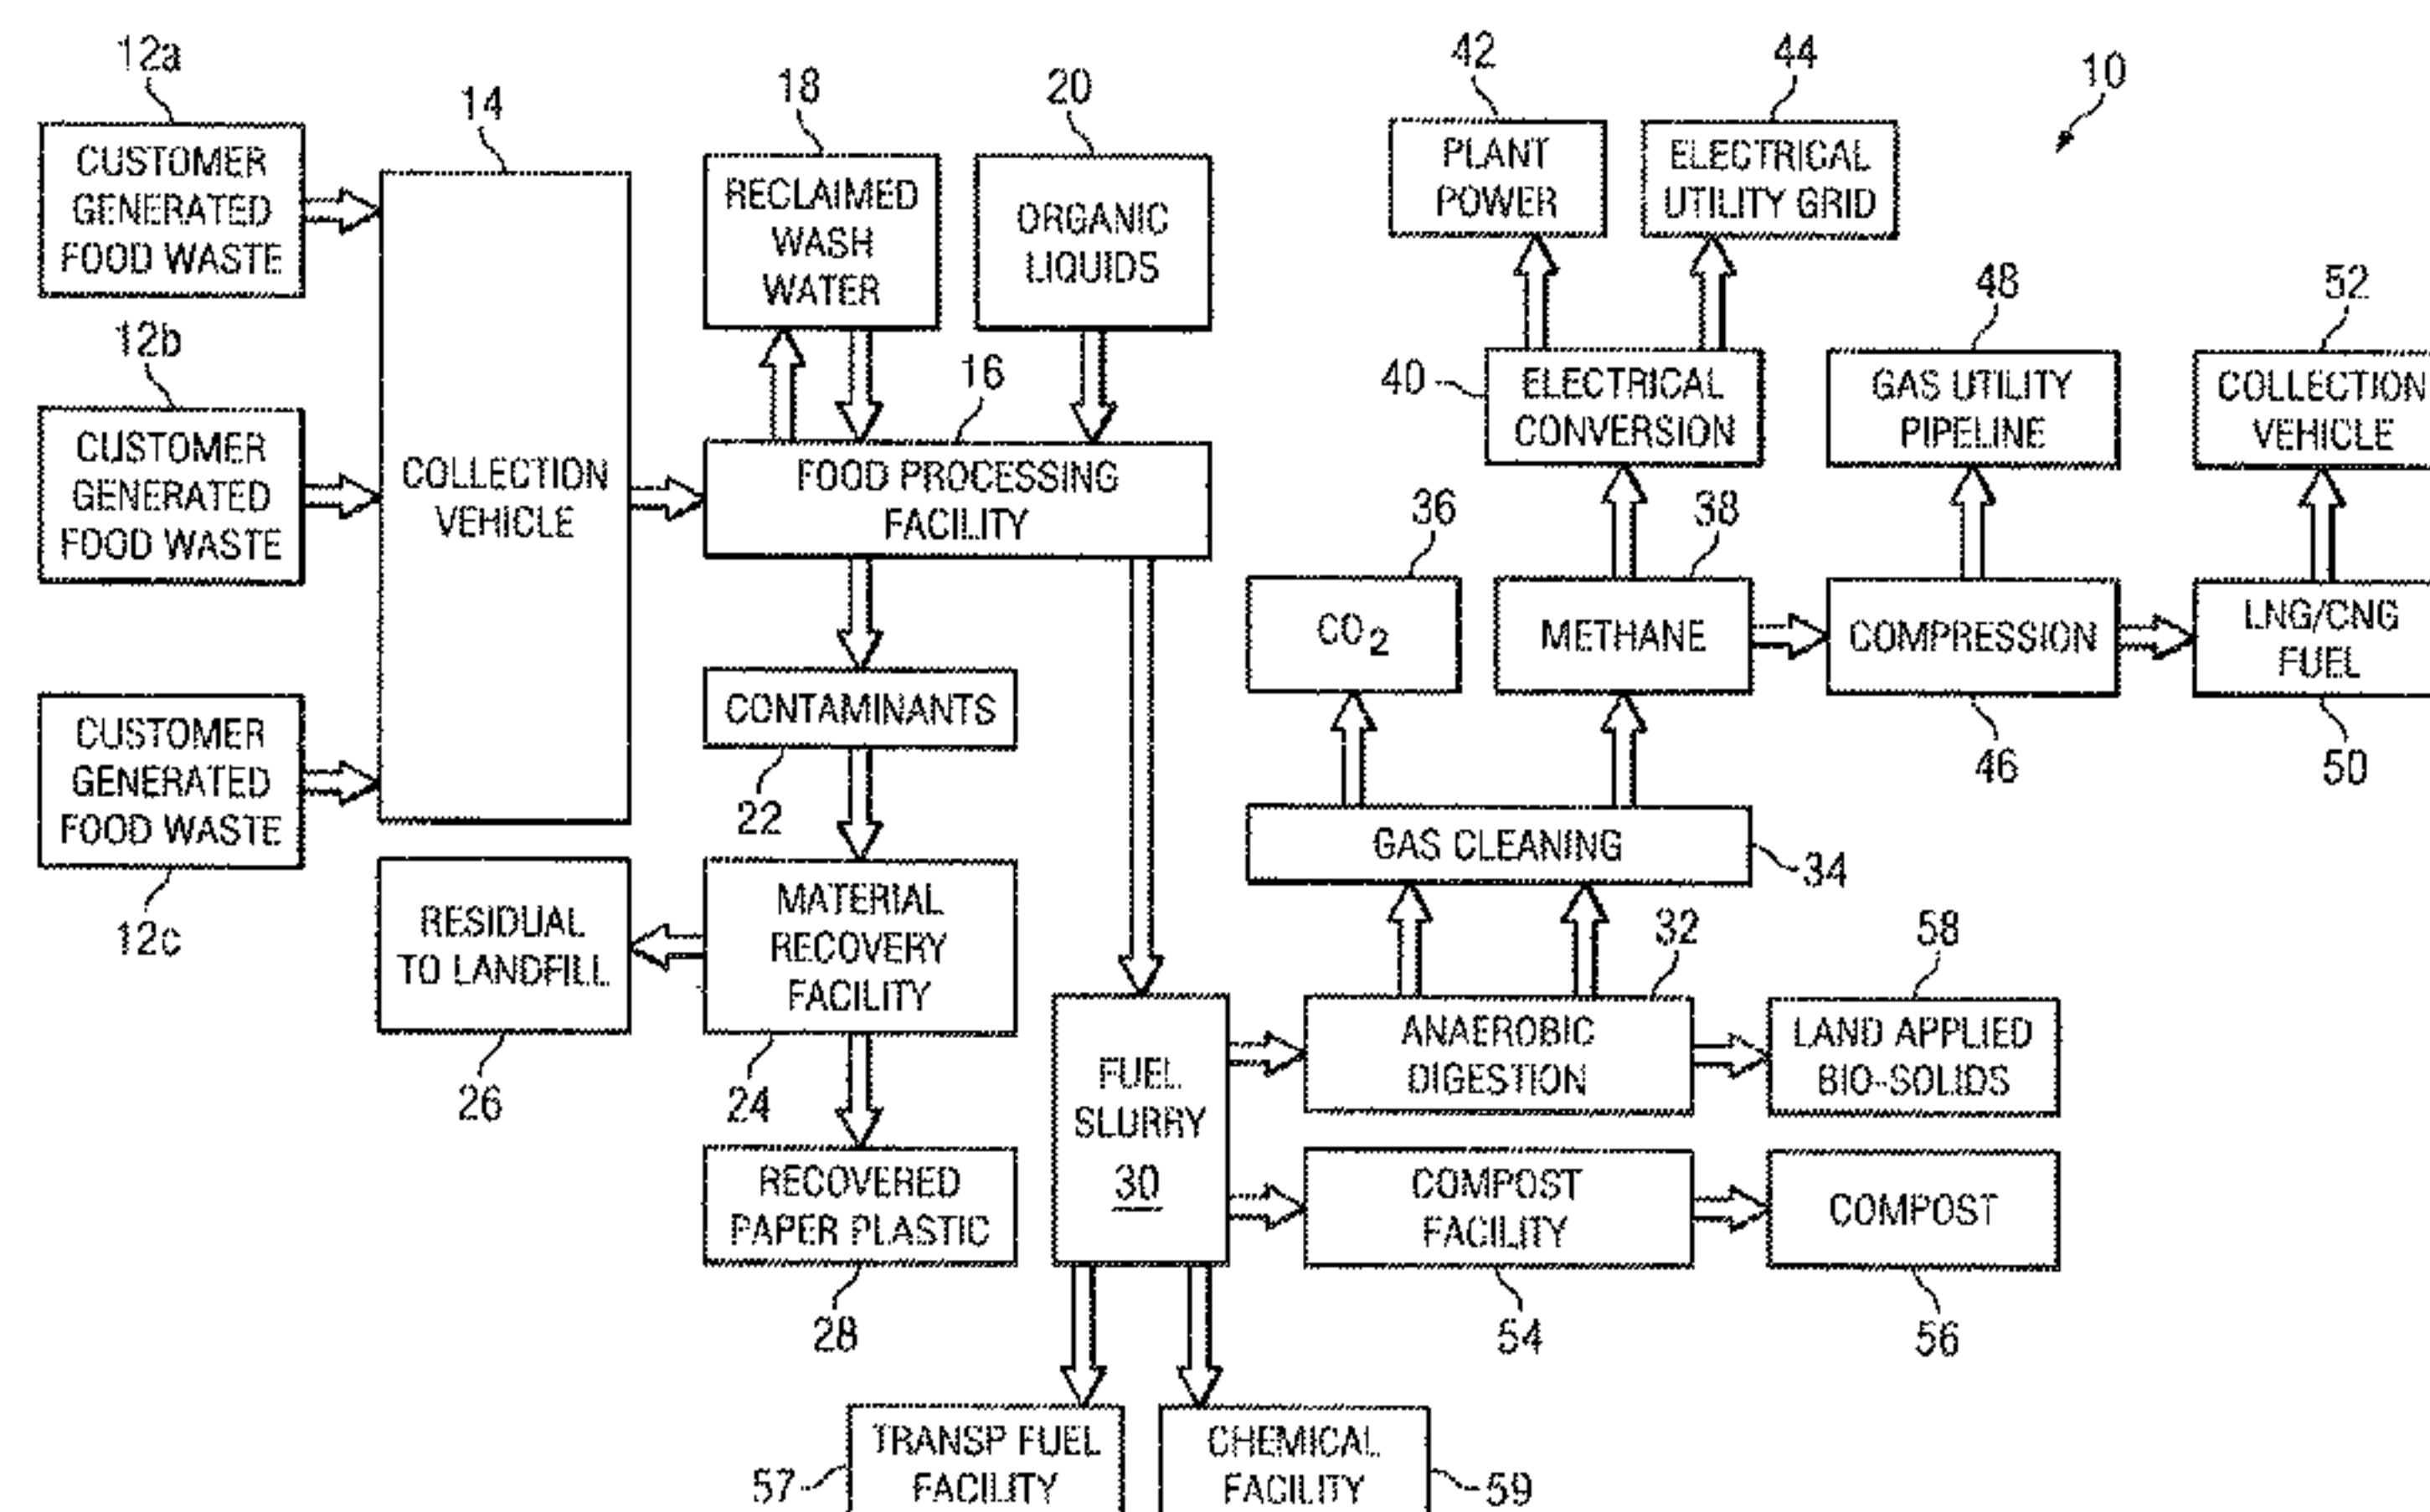 12a
CUSTOMER
GENERATED
FOOD WASTE
12b
CUSTOMER
GENERATED
FOOD WASTE
CUSTOMER
GENERATED
FOOD WASTE
12c
14
COLLECTION
VEHICLE
18
RECLAIMED
WASH
WATER
20
ORGANIC
LIQUIDS
16
FOOD PROCESSING
FACILITY
CONTAMINANTS
22
MATERIAL
RECOVERY
FACILITY
24
RESIDUAL
TO LANDFILL
26
RECOVERED
PAPER PLASTIC
28
FUEL
SLURRY
30
TRANSP FUEL
FACILITY
57
CHEMICAL
FACILITY
59
ANAEROBIC
DIGESTION
32
LAND APPLIED
BIO-SOLIDS
58
COMPOST
FACILITY
54
COMPOST
56
GAS CLEANING
34
36
CO2
38
METHANE
40
ELECTRICAL
CONVERSION
42
PLANT
POWER
44
ELECTRICAL
UTILITY GRID
COMPRESSION
46
48
GAS UTILITY
PIPELINE
LNG/CNG
FUEL
50
52
COLLECTION
VEHICLE
10